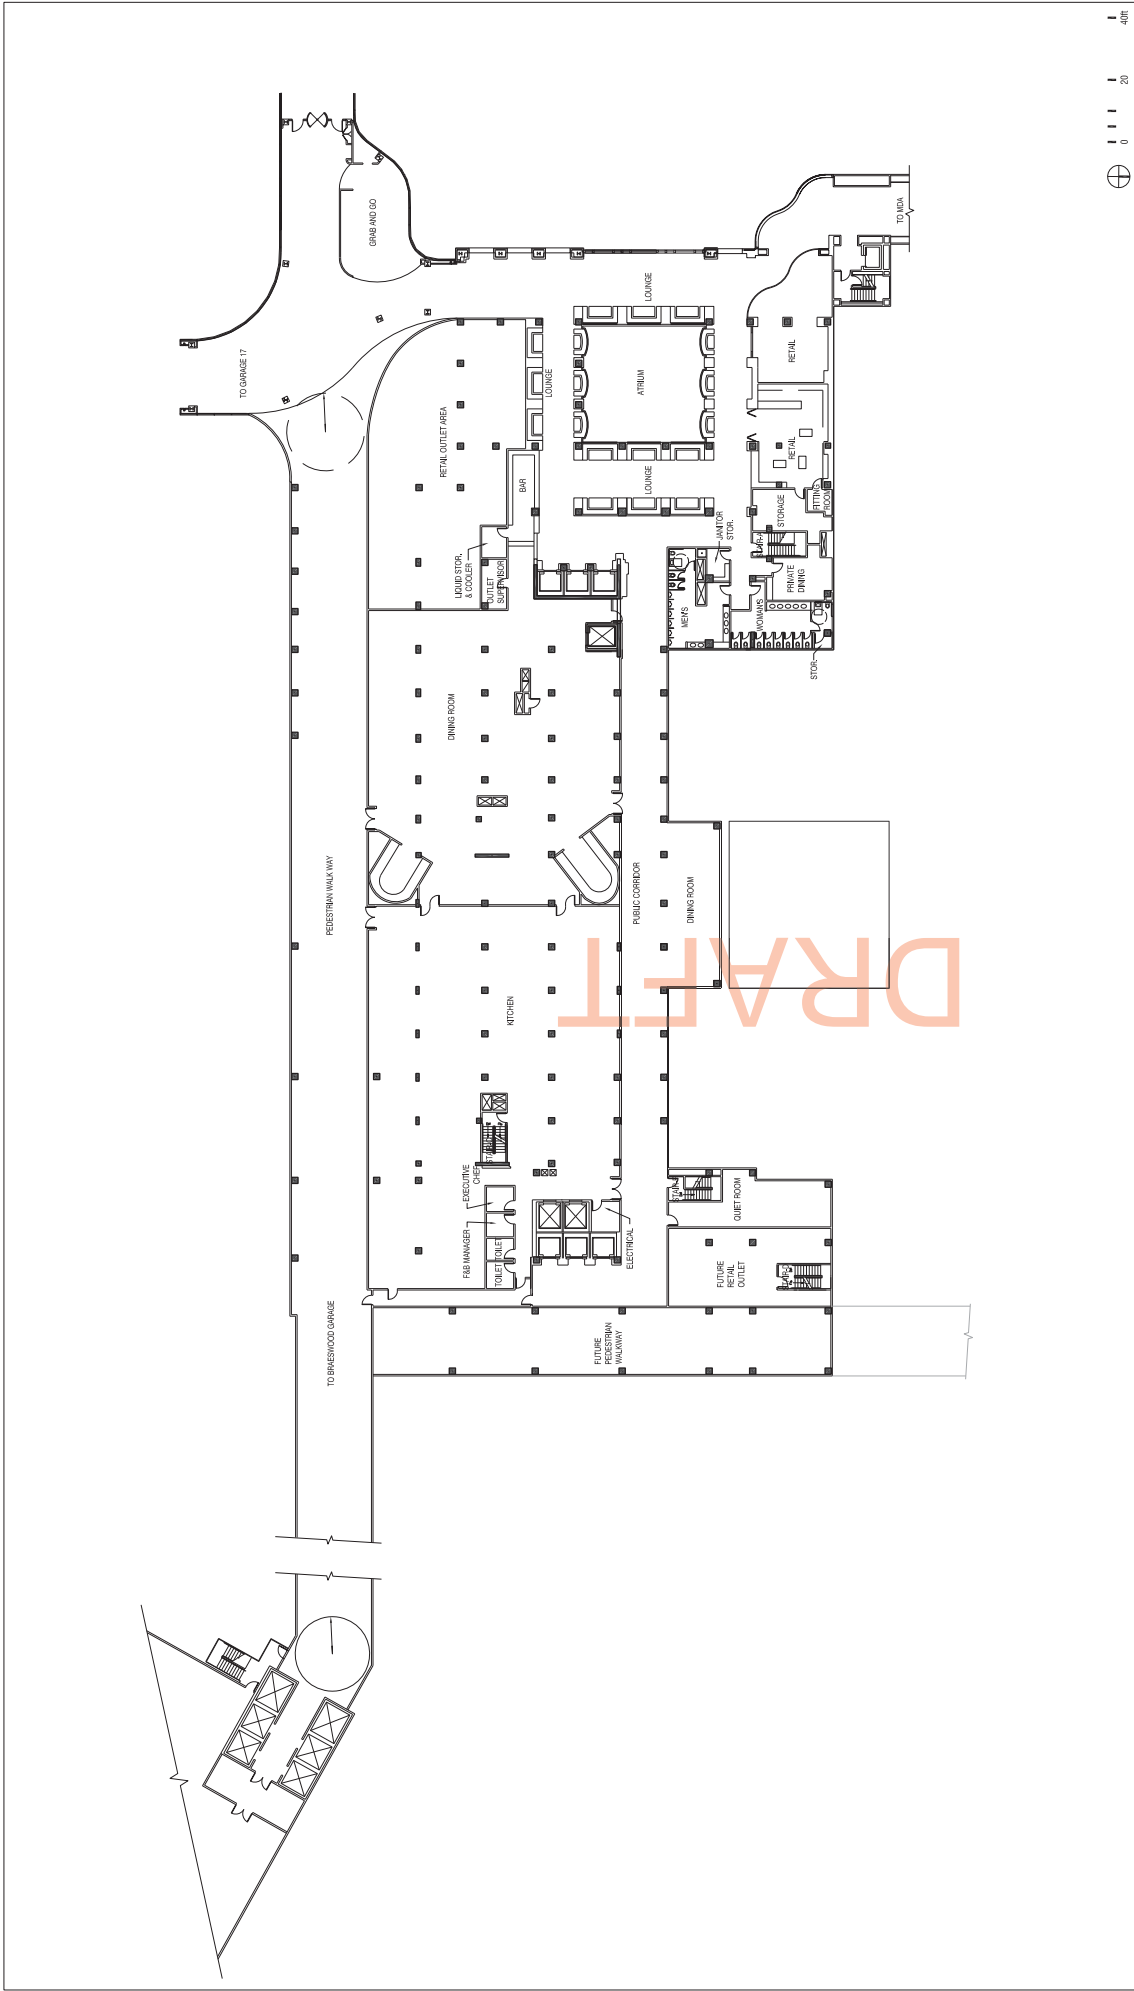 40ft
20
0
GRAB AND GO
TO MDA
TO GARAGE 17
LOUNGE
RETAIL
ATRIUM
LOUNGE
RETAIL OUTLET AREA
RETAIL
LOUNGE
BAR
FITTING
ROOM
STORAGE
JANITOR
STOR.
LIQUID STOR.
& COOLER
OUTLET
SUPERVISOR
PRIVATE
DINING
MEN'S
WOMAN'S
STOR.
DINING ROOM
PEDESTRIAN WALK WAY
PUBLIC CORRIDOR
DINING ROOM
DRAFT
KITCHEN
EXECUTIVE
CHEF
F&B MANAGER
TOILET
TOILET
ELECTRICAL
QUIET ROOM
FUTURE
RETAIL
OUTLET
FUTURE
PEDESTRIAN
WALKWAY
TO BRAESWOOD GARAGE